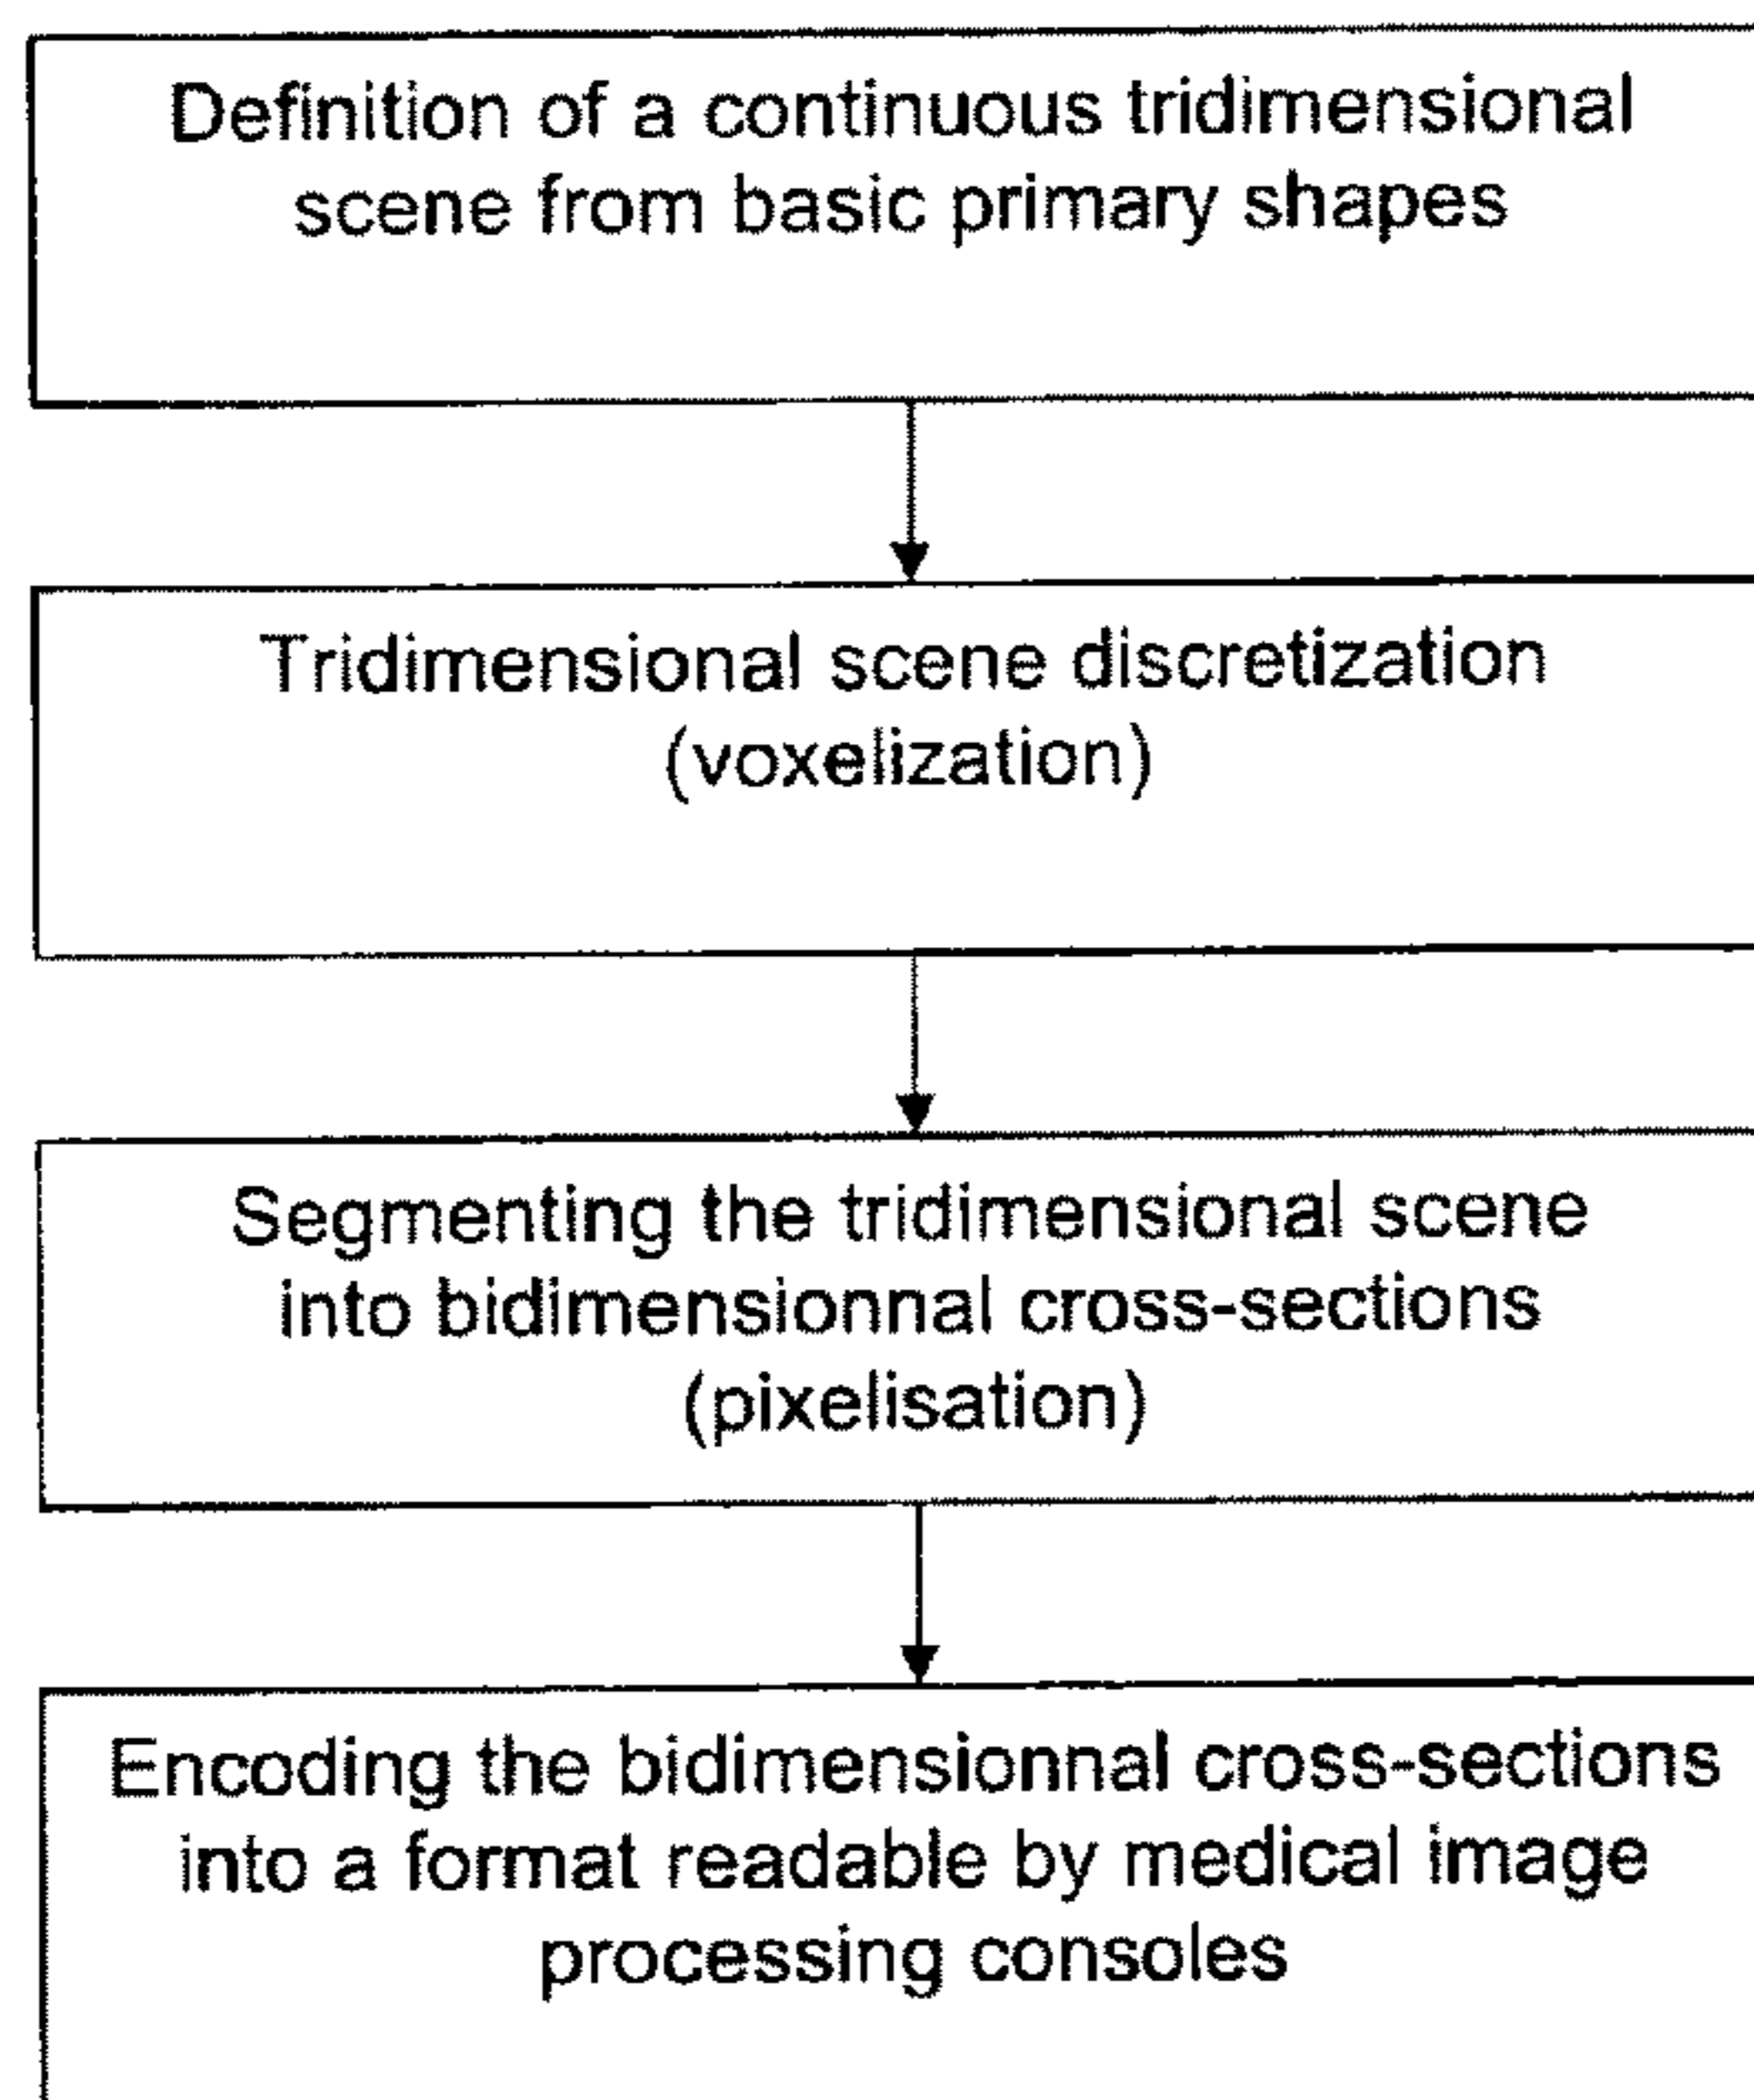 Definition of a continuous tridimensional
scene from basic primary shapes
Tridimensional scene discretization
(voxelization)
Segmenting the tridimensional scene
into bidimensionnal cross-sections
(pixelisation)
Encoding the bidimensionnal cross-sections
into a format readable by medical image
processing consoles